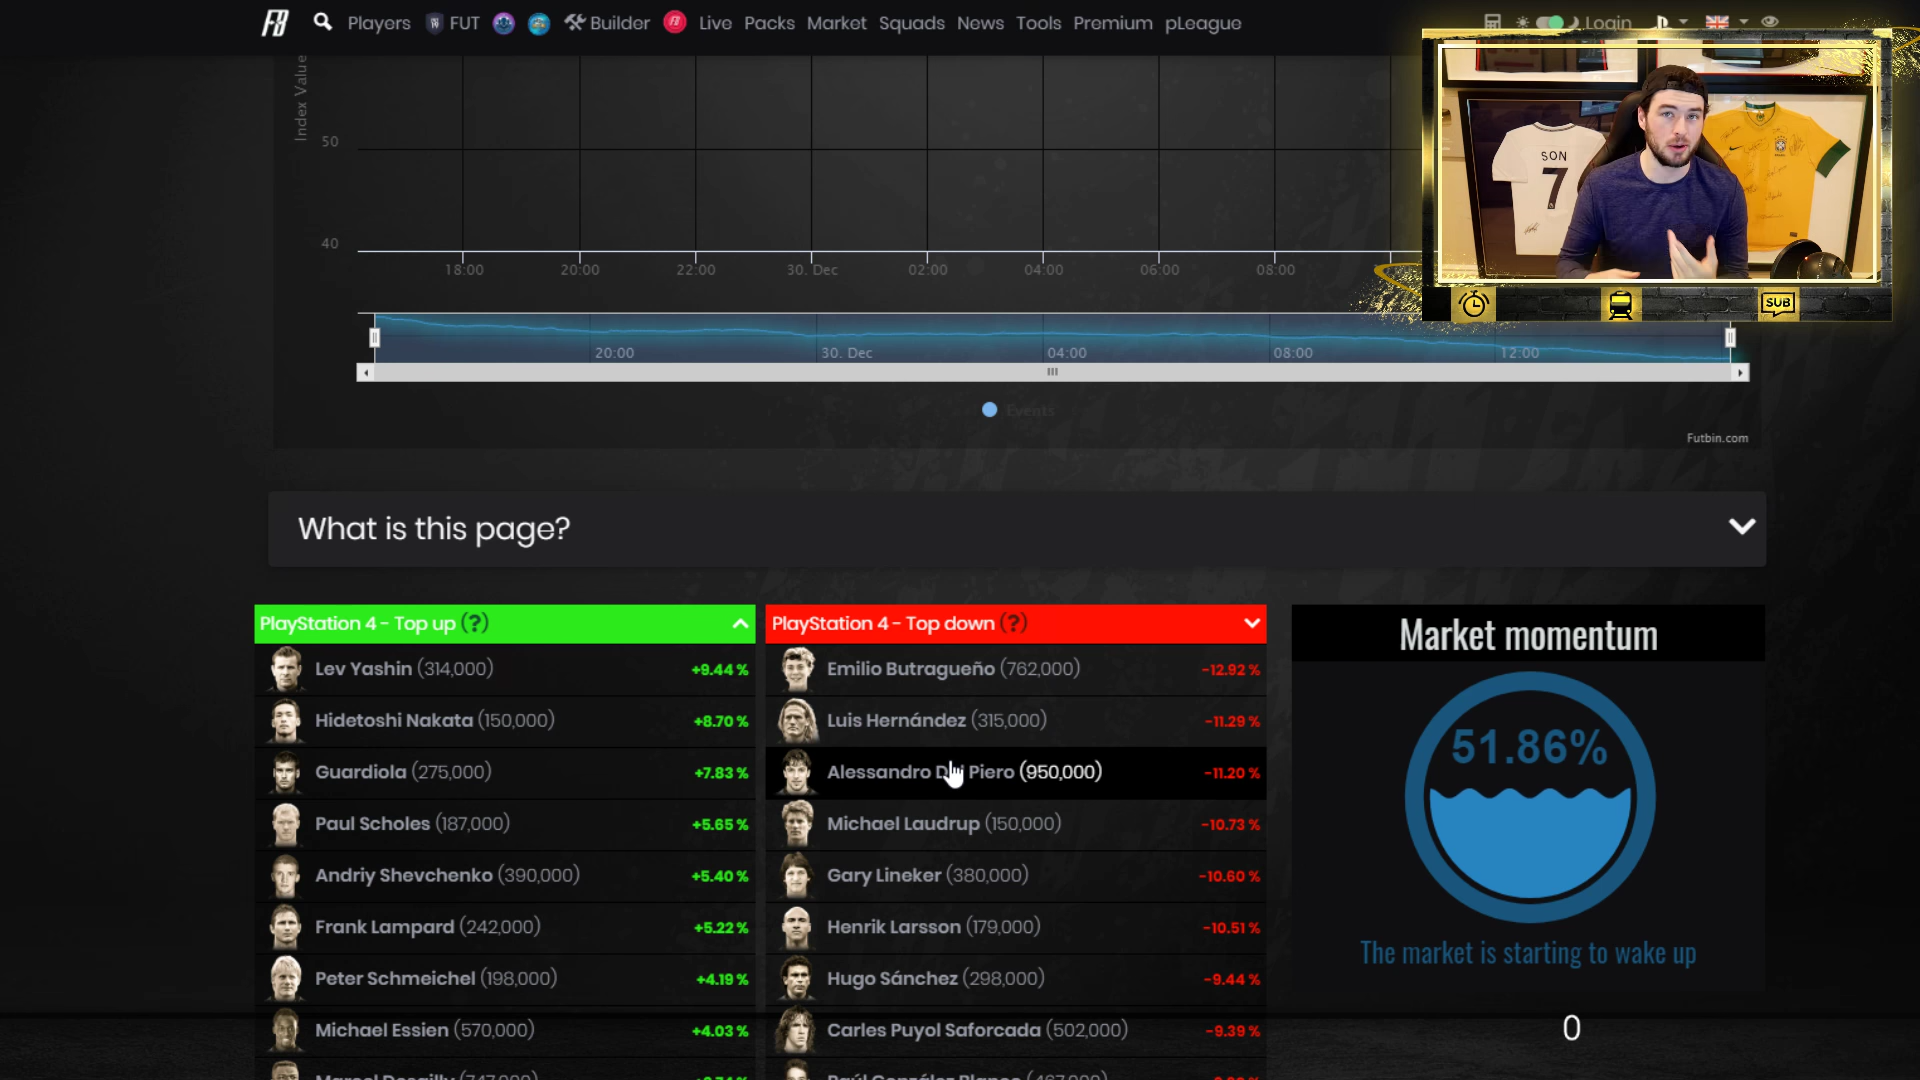 FB Players FUT Builder FB Live Packs Market Squads News Tools Premium pLeague Login
Index Value
50
40
18:00 20:00 22:00 30. Dec 02:00 04:00 06:00 08:00
20:00 30. Dec 04:00 08:00 12:00
Events
Futbin.com
SON
7
SUB
What is this page?
PlayStation 4 - Top up (?)
Lev Yashin (314,000) +9.44 %
Hidetoshi Nakata (150,000) +8.70 %
Guardiola (275,000) +7.83 %
Paul Scholes (187,000) +5.65 %
Andriy Shevchenko (390,000) +5.40 %
Frank Lampard (242,000) +5.22 %
Peter Schmeichel (198,000) +4.19 %
Michael Essien (570,000) +4.03 %
PlayStation 4 - Top down (?)
Emilio Butragueño (762,000) -12.92 %
Luis Hernández (315,000) -11.29 %
Alessandro Piero (950,000) -11.20 %
Michael Laudrup (150,000) -10.73 %
Gary Lineker (380,000) -10.60 %
Henrik Larsson (179,000) -10.51 %
Hugo Sánchez (298,000) -9.44 %
Carles Puyol Saforcada (502,000) -9.39 %
Market momentum
51.86%
The market is starting to wake up
0